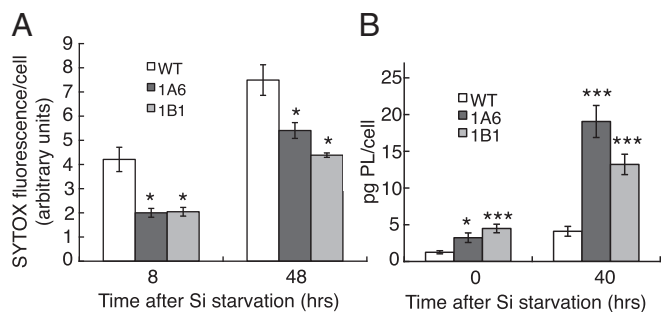 A
SYTOX fluorescence/cell
(arbitrary units)
9
8
7
6
5
4
3
2
1
0
WT
1A6
1B1
*
*
*
*
8
48
Time after Si starvation (hrs)
B
pg PL/cell
25
20
15
10
5
0
WT
1A6
1B1
*
***
***
***
0
40
Time after Si starvation (hrs)